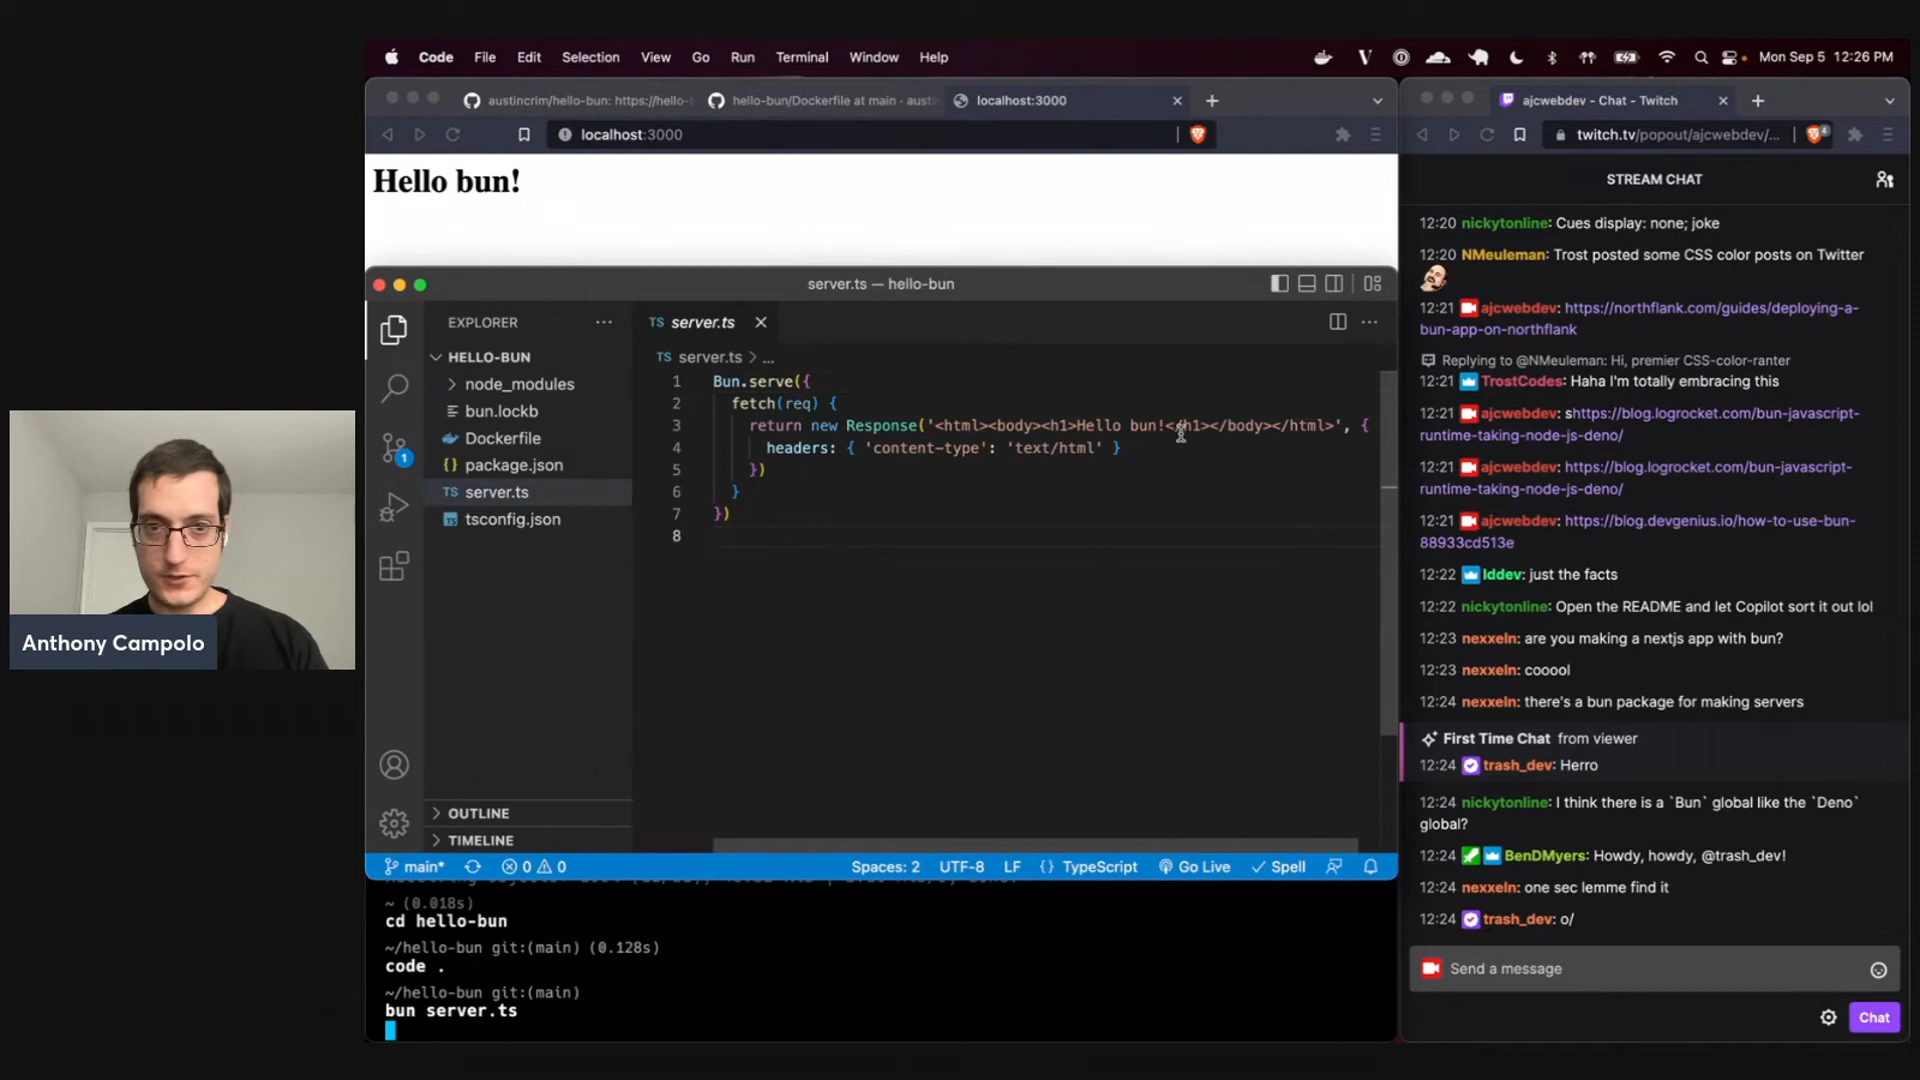 Code File Edit Selection View Go Run Terminal Window Help
Mon Sep 5 12:26 PM
austincrim/hello-bun: https://hello-
hello-bun/Dockerfile at main · austi
localhost:3000
localhost:3000
Hello bun!
server.ts — hello-bun
EXPLORER
HELLO-BUN
node_modules
bun.lockb
Dockerfile
package.json
TS server.ts
tsconfig.json
OUTLINE
TIMELINE
1
TS server.ts
TS server.ts > ...
1 Bun.serve({
2 fetch(req) {
3 return new Response('<html><body><h1>Hello bun!</h1></body></html>', {
4 headers: { 'content-type': 'text/html' }
5 })
6 }
7 })
8
main* 0 0 Spaces: 2 UTF-8 LF {} TypeScript Go Live Spell
~ (0.018s)
cd hello-bun
~/hello-bun git:(main) (0.128s)
code .
~/hello-bun git:(main)
bun server.ts
Anthony Campolo
ajcwebdev - Chat - Twitch
twitch.tv/popout/ajcwebdev/...
4
STREAM CHAT
12:20 nickytonline: Cues display: none; joke
12:20 NMeuleman: Trost posted some CSS color posts on Twitter
12:21 ajcwebdev: https://northflank.com/guides/deploying-a-
bun-app-on-northflank
Replying to @NMeuleman: Hi, premier CSS-color-ranter
12:21 TrostCodes: Haha I'm totally embracing this
12:21 ajcwebdev: shttps://blog.logrocket.com/bun-javascript-
runtime-taking-node-js-deno/
12:21 ajcwebdev: https://blog.logrocket.com/bun-javascript-
runtime-taking-node-js-deno/
12:21 ajcwebdev: https://blog.devgenius.io/how-to-use-bun-
88933cd513e
12:22 lddev: just the facts
12:22 nickytonline: Open the README and let Copilot sort it out lol
12:23 nexxeln: are you making a nextjs app with bun?
12:23 nexxeln: cooool
12:24 nexxeln: there's a bun package for making servers
First Time Chat from viewer
12:24 trash_dev: Herro
12:24 nickytonline: I think there is a `Bun` global like the `Deno`
global?
12:24 BenDMyers: Howdy, howdy, @trash_dev!
12:24 nexxeln: one sec lemme find it
12:24 trash_dev: o/
Send a message
Chat